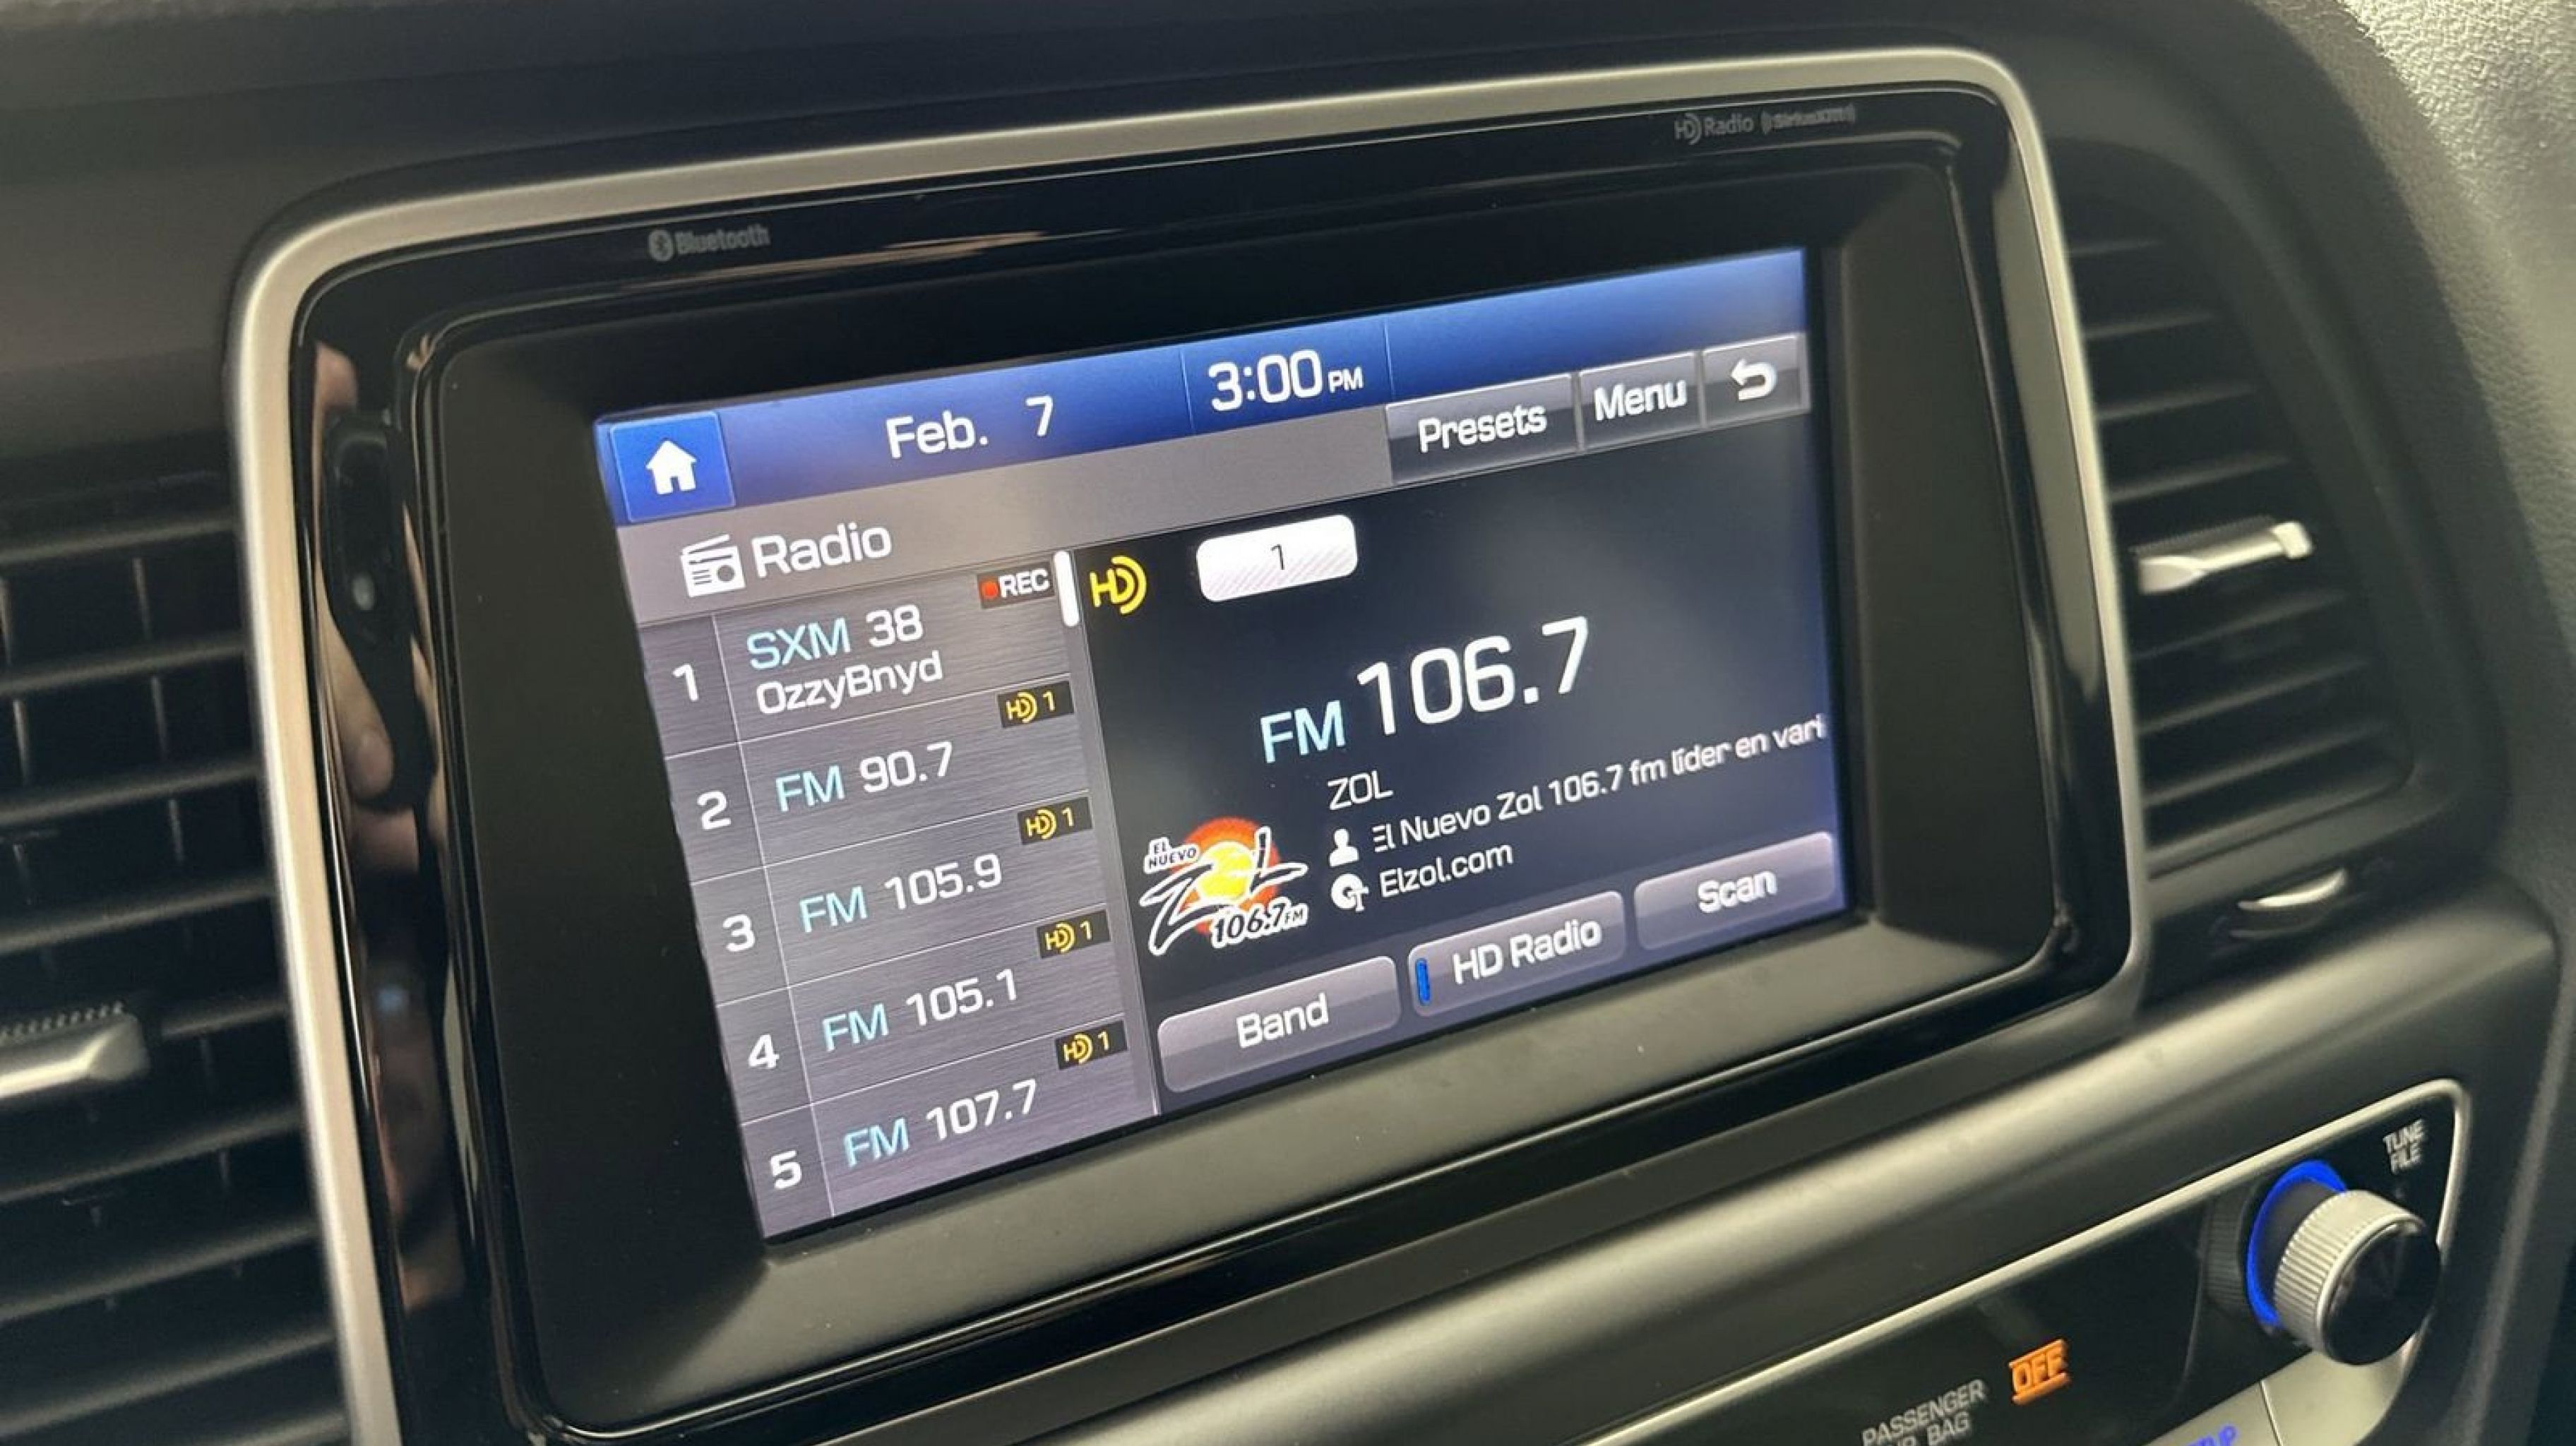 Bluetooth
HD Radio (((SiriusXM)))
Feb. 7
3:00 PM
Presets
Menu
Radio
REC
1
SXM 38
OzzyBnyd
HD 1
2
FM 90.7
HD 1
3
FM 105.9
HD 1
4
FM 105.1
HD 1
5
FM 107.7
HD
1
FM 106.7
ZOL
El Nuevo Zol 106.7 fm líder en vari
Elzol.com
EL
NUEVO
ZOL
106.7FM
Band
HD Radio
Scan
TUNE
FILE
OFF
PASSENGER
BAG